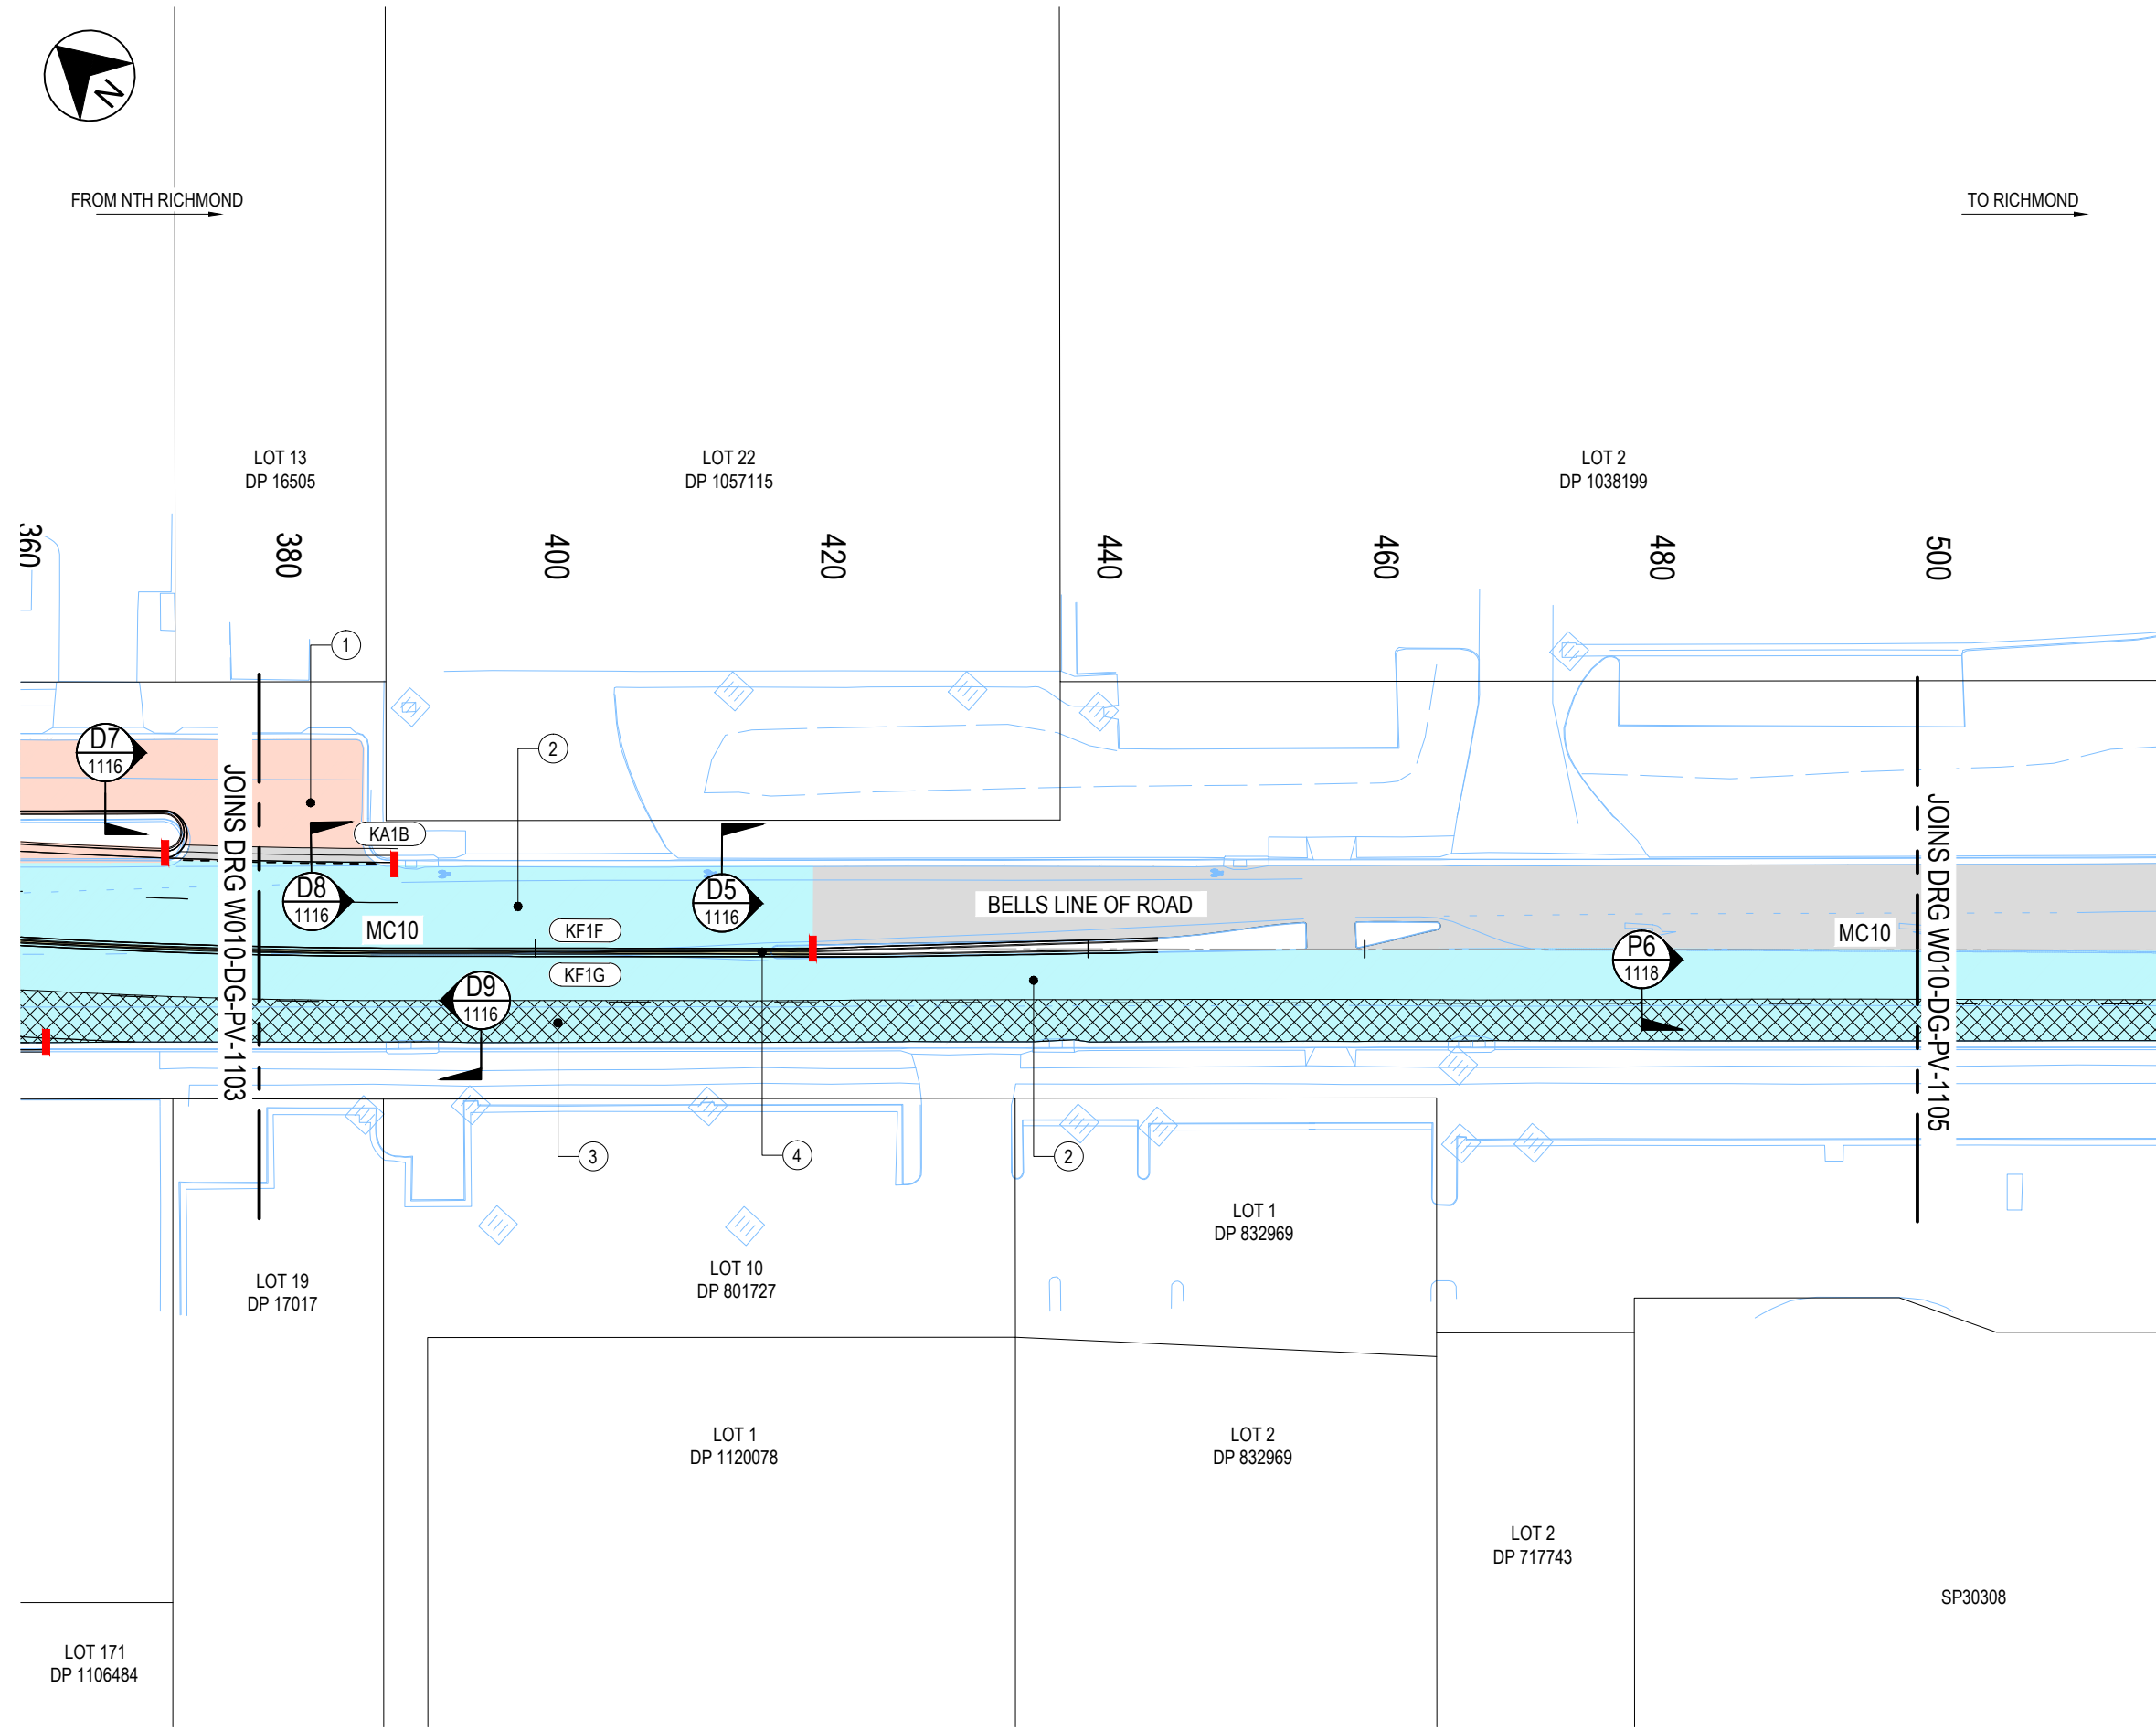 N
FROM NTH RICHMOND
TO RICHMOND
LOT 13
DP 16505
LOT 22
DP 1057115
LOT 2
DP 1038199
360
380
400
420
440
460
480
500
1
2
D7
1116
JOINS DRG W010-DG-PV-1103
KA1B
D8
1116
D5
1116
MC10
KF1F
BELLS LINE OF ROAD
MC10
JOINS DRG W010-DG-PV-1105
P6
1118
KF1G
D9
1116
3
4
2
LOT 1
DP 832969
LOT 19
DP 17017
LOT 10
DP 801727
LOT 1
DP 1120078
LOT 2
DP 832969
LOT 2
DP 717743
SP30308
LOT 171
DP 1106484